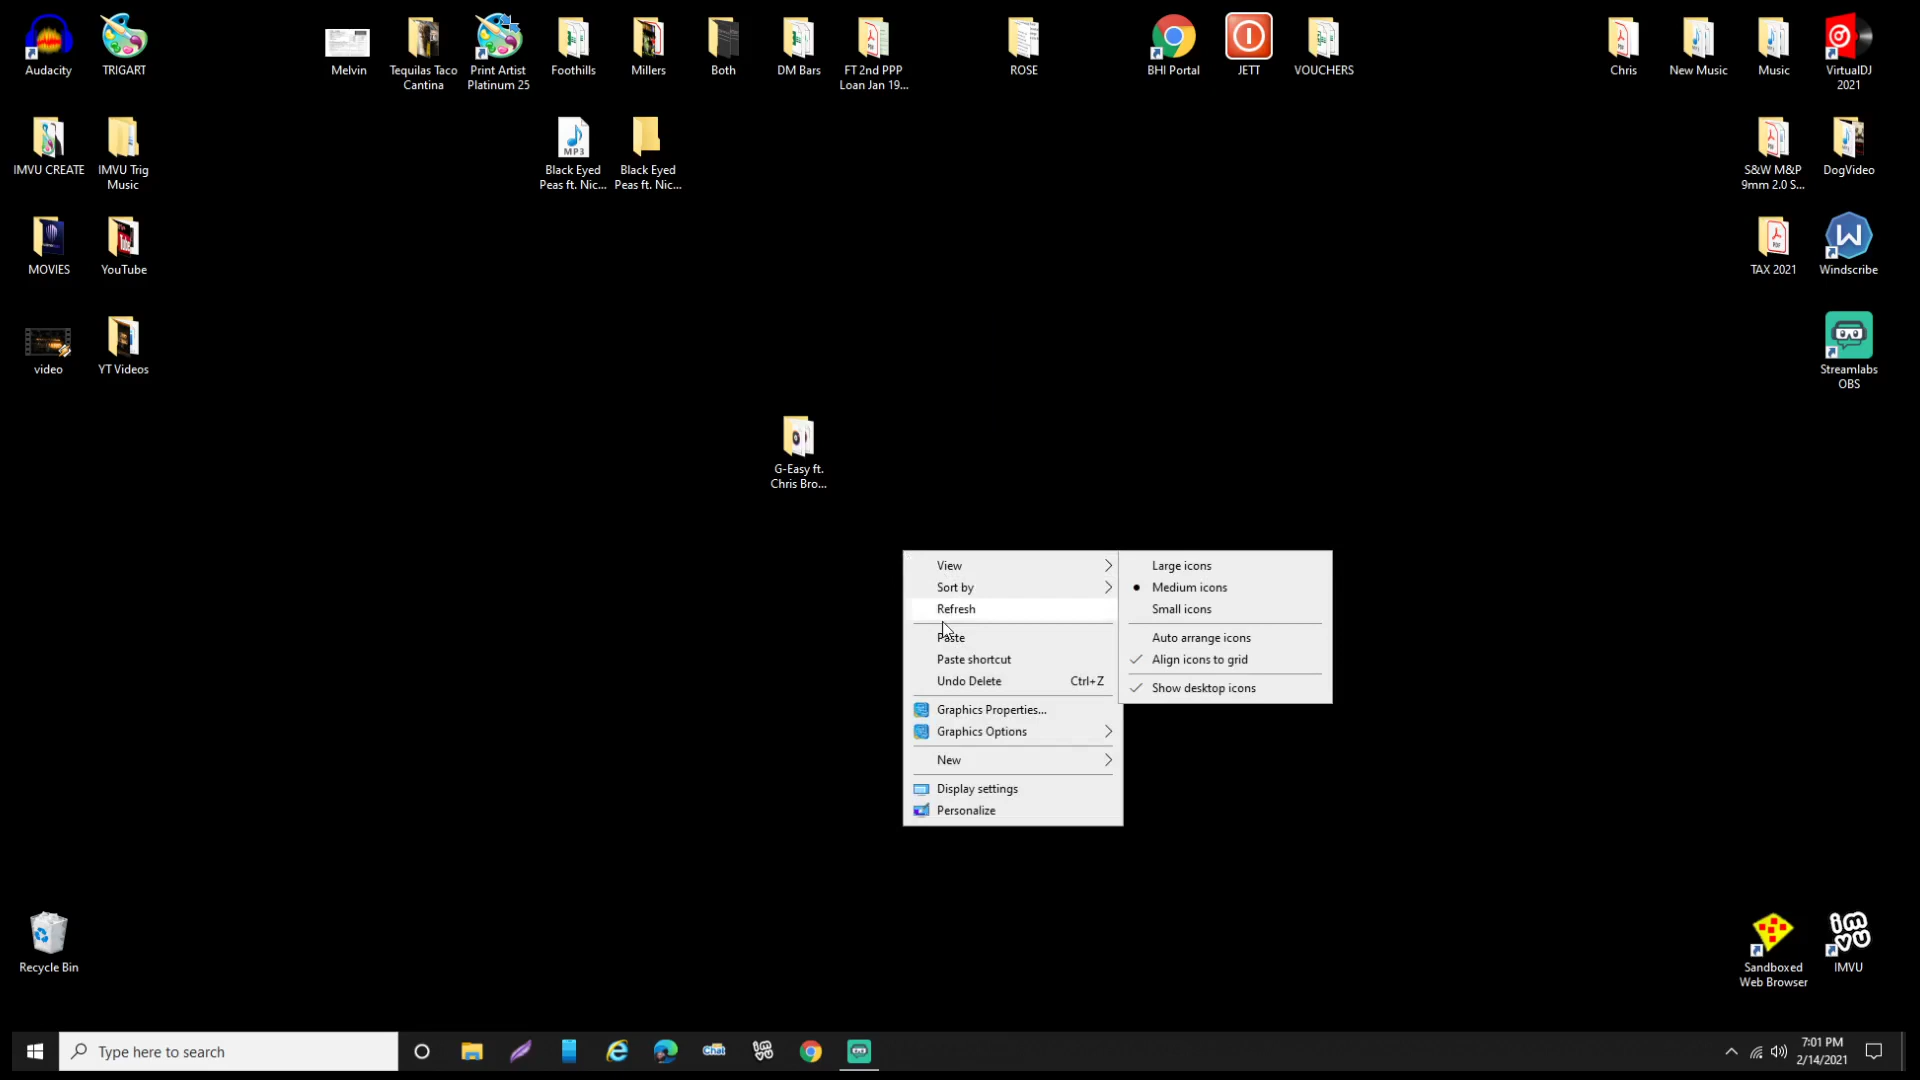 Audacity
TRIGART
Melvin
Tequilas Taco
Cantina
Print Artist
Platinum 25
Foothills
Millers
Both
DM Bars
FT 2nd PPP
Loan Jan 19...
ROSE
BHI Portal
JETT
VOUCHERS
Chris
New Music
Music
VirtualDJ
2021
IMVU CREATE
IMVU Trig
Music
MP3
Black Eyed
Peas ft. Nic...
Black Eyed
Peas ft. Nic...
S&W M&P
9mm 2.0 S...
DogVideo
MOVIES
YouTube
TAX 2021
Windscribe
video
YT Videos
Streamlabs
OBS
G-Easy ft.
Chris Bro...
View
Sort by
Refresh
Paste
Paste shortcut
Undo Delete Ctrl+Z
Graphics Properties...
Graphics Options
New
Display settings
Personalize
Large icons
Medium icons
Small icons
Auto arrange icons
Align icons to grid
Show desktop icons
Recycle Bin
Sandboxed
Web Browser
imvu
IMVU
Type here to search
Chat
7:01 PM
2/14/2021